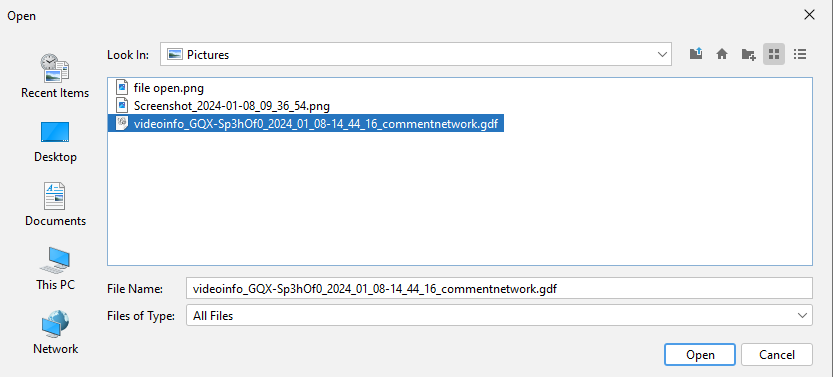 Open
Look In:
Pictures
Recent Items
Desktop
Documents
This PC
Network
file open.png
Screenshot_2024-01-08_09_36_54.png
videoinfo_GQX-Sp3hOf0_2024_01_08-14_44_16_commentnetwork.gdf
File Name:
videoinfo_GQX-Sp3hOf0_2024_01_08-14_44_16_commentnetwork.gdf
Files of Type:
All Files
Open
Cancel